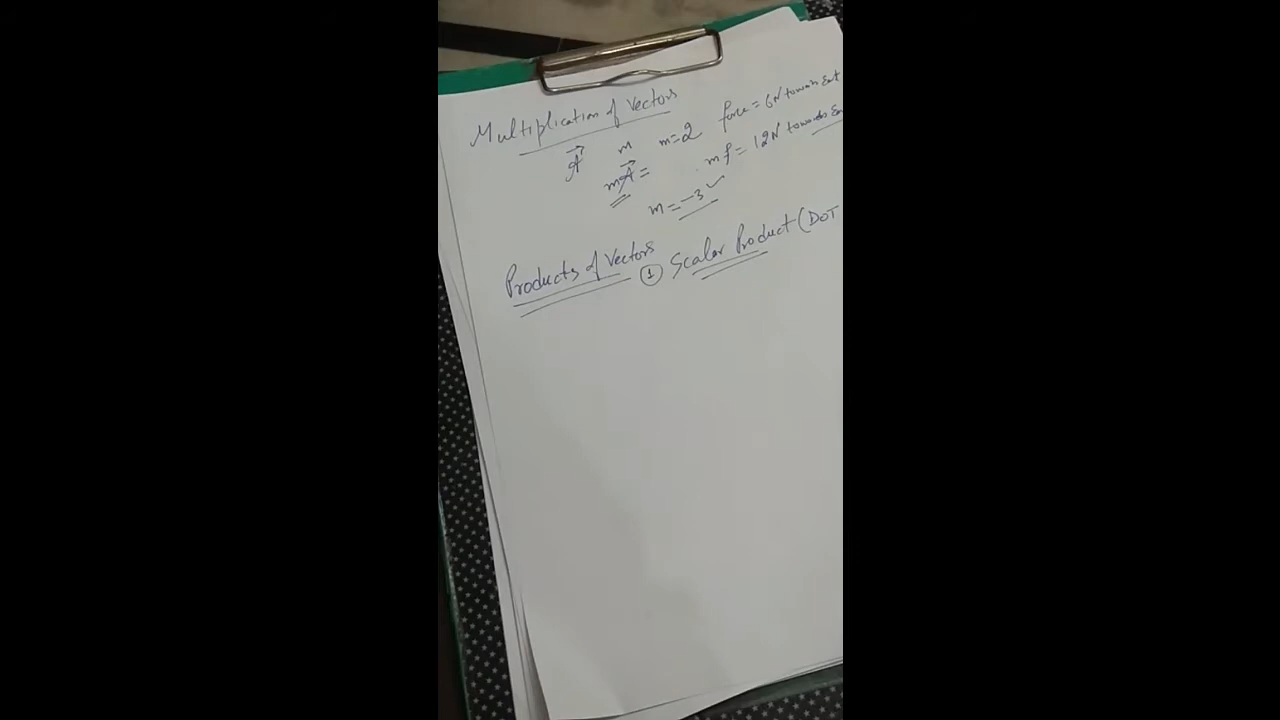 Multiplication of Vectors
A m m=2 force = 6N towards East
mA = mf = 12N towards Ea
m = -3 ✓
Products of Vectors ① Scalar Product (DOT